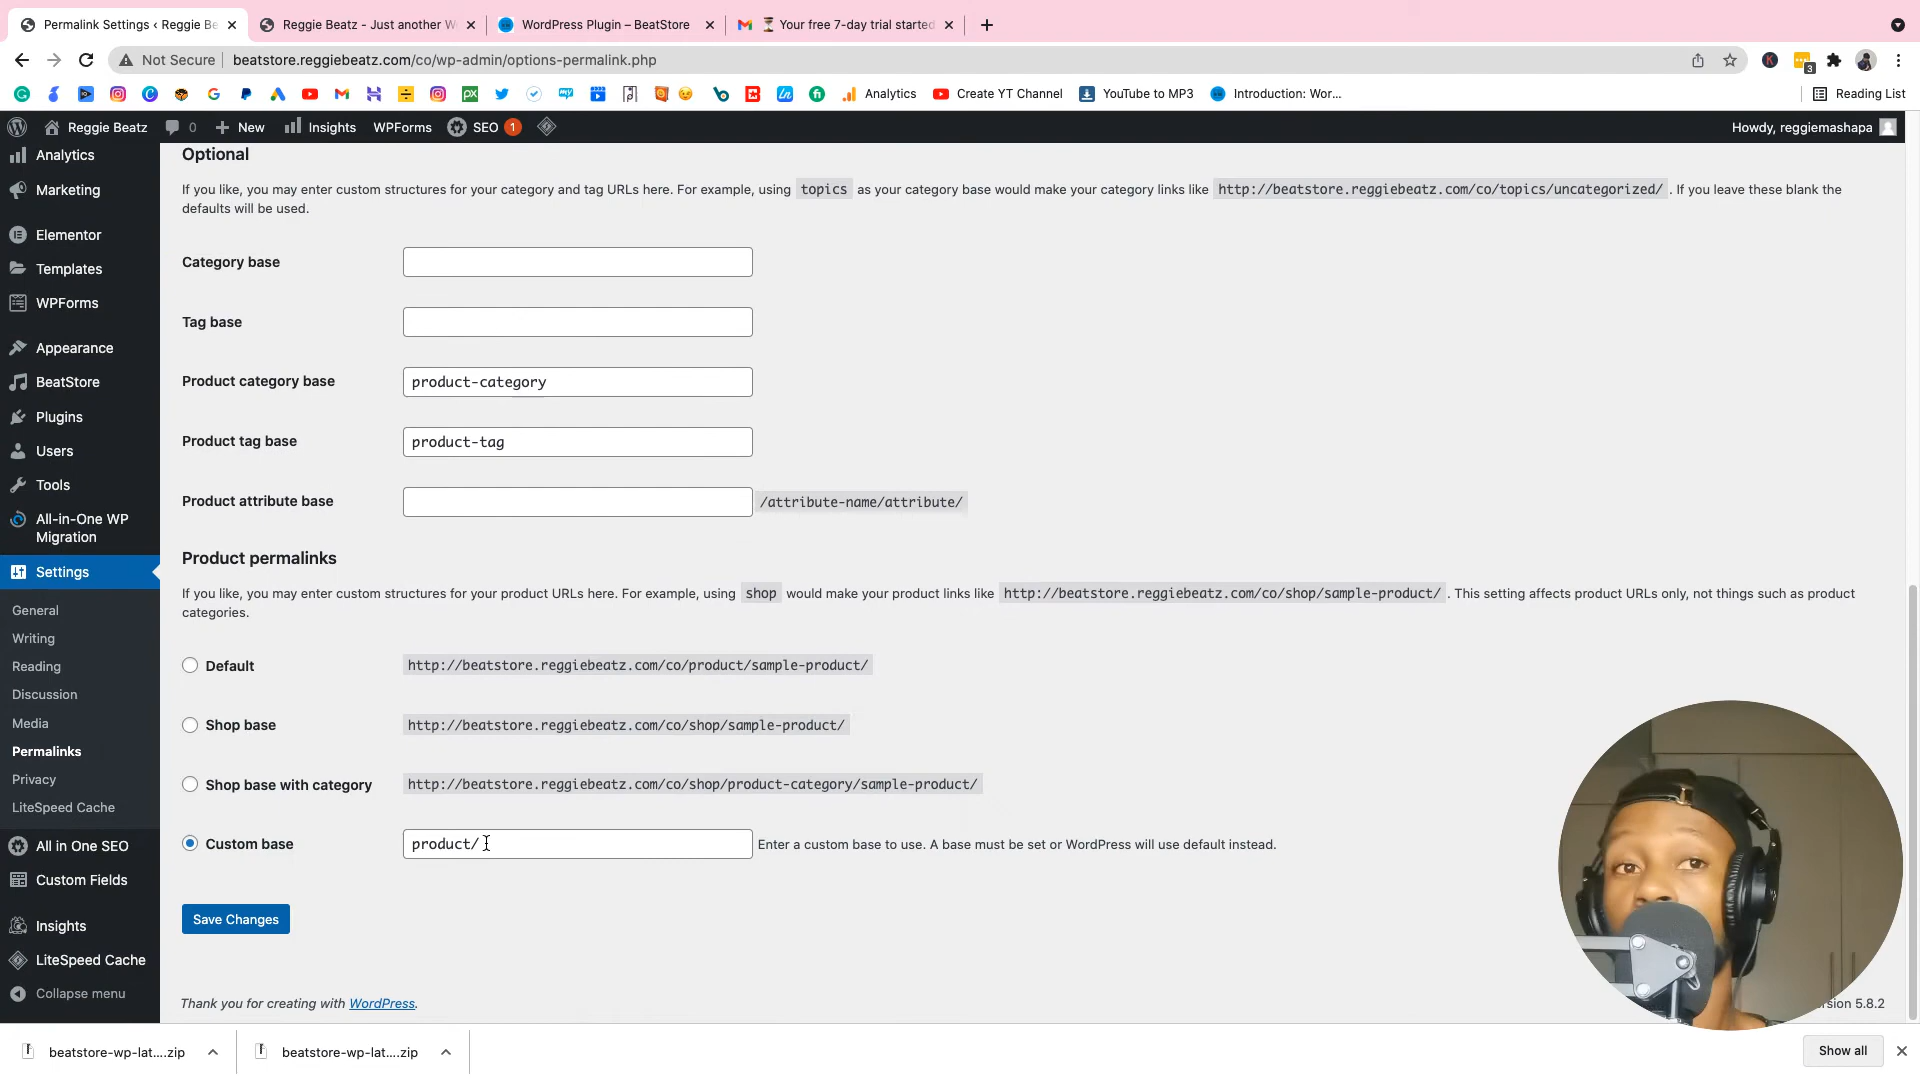 Permalink Settings ‹ Reggie Be
Reggie Beatz - Just another W
WordPress Plugin – BeatStore
⏳ Your free 7-day trial started
Not Secure | beatstore.reggiebeatz.com/co/wp-admin/options-permalink.php
3
Analytics
Create YT Channel
YouTube to MP3
Introduction: Wor...
Reading List
Reggie Beatz
0
New
Insights
WPForms
SEO 1
Howdy, reggiemashapa
Analytics
Marketing
Elementor
Templates
WPForms
Appearance
BeatStore
Plugins
Users
Tools
All-in-One WP
Migration
Settings
General
Writing
Reading
Discussion
Media
Permalinks
Privacy
LiteSpeed Cache
All in One SEO
Custom Fields
Insights
LiteSpeed Cache
Collapse menu
Optional
If you like, you may enter custom structures for your category and tag URLs here. For example, using topics as your category base would make your category links like http://beatstore.reggiebeatz.com/co/topics/uncategorized/ . If you leave these blank the
defaults will be used.
Category base
Tag base
Product category base product-category
Product tag base product-tag
Product attribute base /attribute-name/attribute/
Product permalinks
If you like, you may enter custom structures for your product URLs here. For example, using shop would make your product links like http://beatstore.reggiebeatz.com/co/shop/sample-product/ . This setting affects product URLs only, not things such as product
categories.
Default http://beatstore.reggiebeatz.com/co/product/sample-product/
Shop base http://beatstore.reggiebeatz.com/co/shop/sample-product/
Shop base with category http://beatstore.reggiebeatz.com/co/shop/product-category/sample-product/
Custom base product/ Enter a custom base to use. A base must be set or WordPress will use default instead.
Save Changes
Thank you for creating with WordPress.
5.8.2
beatstore-wp-lat....zip
beatstore-wp-lat....zip
Show all